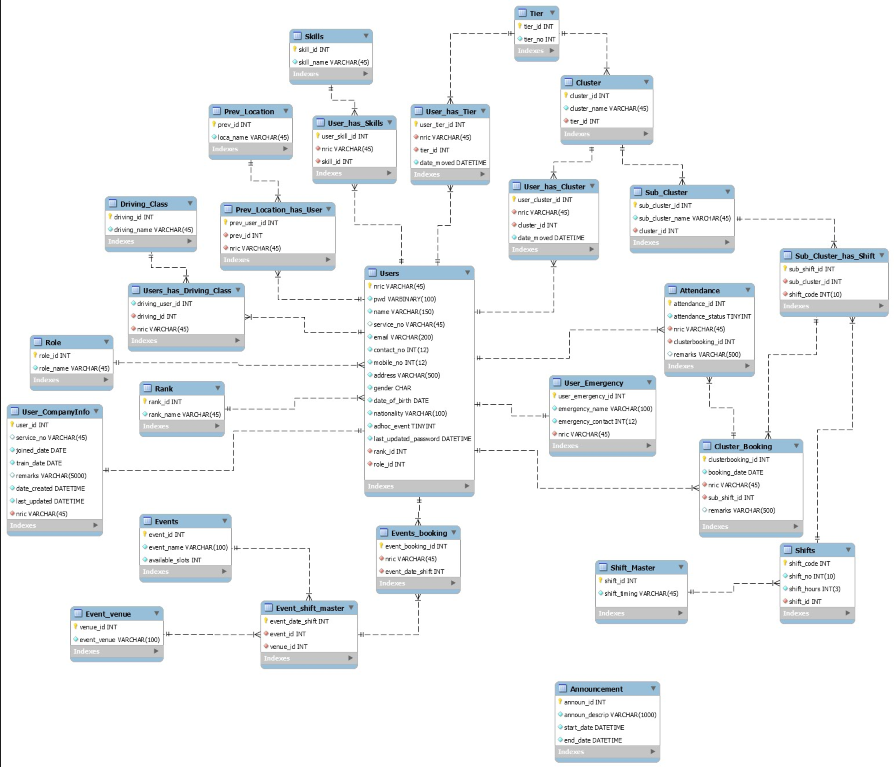 Tier
tier_id INT
tier_no INT
Indexes
Skills
skill_id INT
skill_name VARCHAR(45)
Indexes
Cluster
cluster_id INT
cluster_name VARCHAR(45)
tier_id INT
Indexes
Prev_Location
prev_id INT
loca_name VARCHAR(45)
Indexes
User_has_Skills
user_skill_id INT
nric VARCHAR(45)
skill_id INT
Indexes
User_has_Tier
user_tier_id INT
nric VARCHAR(45)
tier_id INT
date_moved DATETIME
Indexes
User_has_Cluster
user_cluster_id INT
nric VARCHAR(45)
cluster_id INT
date_moved DATETIME
Indexes
Sub_Cluster
sub_cluster_id INT
sub_cluster_name VARCHAR(45)
cluster_id INT
Indexes
Driving_Class
driving_id INT
driving_name VARCHAR(45)
Indexes
Prev_Location_has_User
prev_user_id INT
prev_id INT
nric VARCHAR(45)
Indexes
Sub_Cluster_has_Shift
sub_shift_id INT
sub_cluster_id INT
shift_code INT(10)
Indexes
Users_has_Driving_Class
driving_user_id INT
driving_id INT
nric VARCHAR(45)
Indexes
Users
nric VARCHAR(45)
pwd VARBINARY(100)
name VARCHAR(150)
service_no VARCHAR(45)
email VARCHAR(200)
contact_no INT(12)
mobile_no INT(12)
address VARCHAR(500)
gender CHAR
date_of_birth DATE
nationality VARCHAR(100)
adhoc_event TINYINT
last_updated_password DATETIME
rank_id INT
role_id INT
Indexes
Attendance
attendance_id INT
attendance_status TINYINT
nric VARCHAR(45)
clusterbooking_id INT
remarks VARCHAR(500)
Indexes
Role
role_id INT
role_name VARCHAR(45)
Indexes
Rank
rank_id INT
rank_name VARCHAR(45)
Indexes
User_Emergency
user_emergency_id INT
emergency_name VARCHAR(100)
emergency_contact INT(12)
nric VARCHAR(45)
Indexes
User_CompanyInfo
user_id INT
service_no VARCHAR(45)
joined_date DATE
train_date DATE
remarks VARCHAR(5000)
date_created DATETIME
last_updated DATETIME
nric VARCHAR(45)
Indexes
Cluster_Booking
clusterbooking_id INT
booking_date DATE
nric VARCHAR(45)
sub_shift_id INT
remarks VARCHAR(500)
Indexes
Events
event_id INT
event_name VARCHAR(100)
available_slots INT
Indexes
Events_booking
event_booking_id INT
nric VARCHAR(45)
event_date_shift INT
Indexes
Shifts
shift_code INT
shift_no INT(10)
shift_hours INT(3)
shift_id INT
Indexes
Shift_Master
shift_id INT
shift_timing VARCHAR(45)
Indexes
Event_venue
venue_id INT
event_venue VARCHAR(100)
Indexes
Event_shift_master
event_date_shift INT
event_id INT
venue_id INT
Indexes
Announcement
announ_id INT
announ_descrip VARCHAR(1000)
start_date DATETIME
end_date DATETIME
Indexes